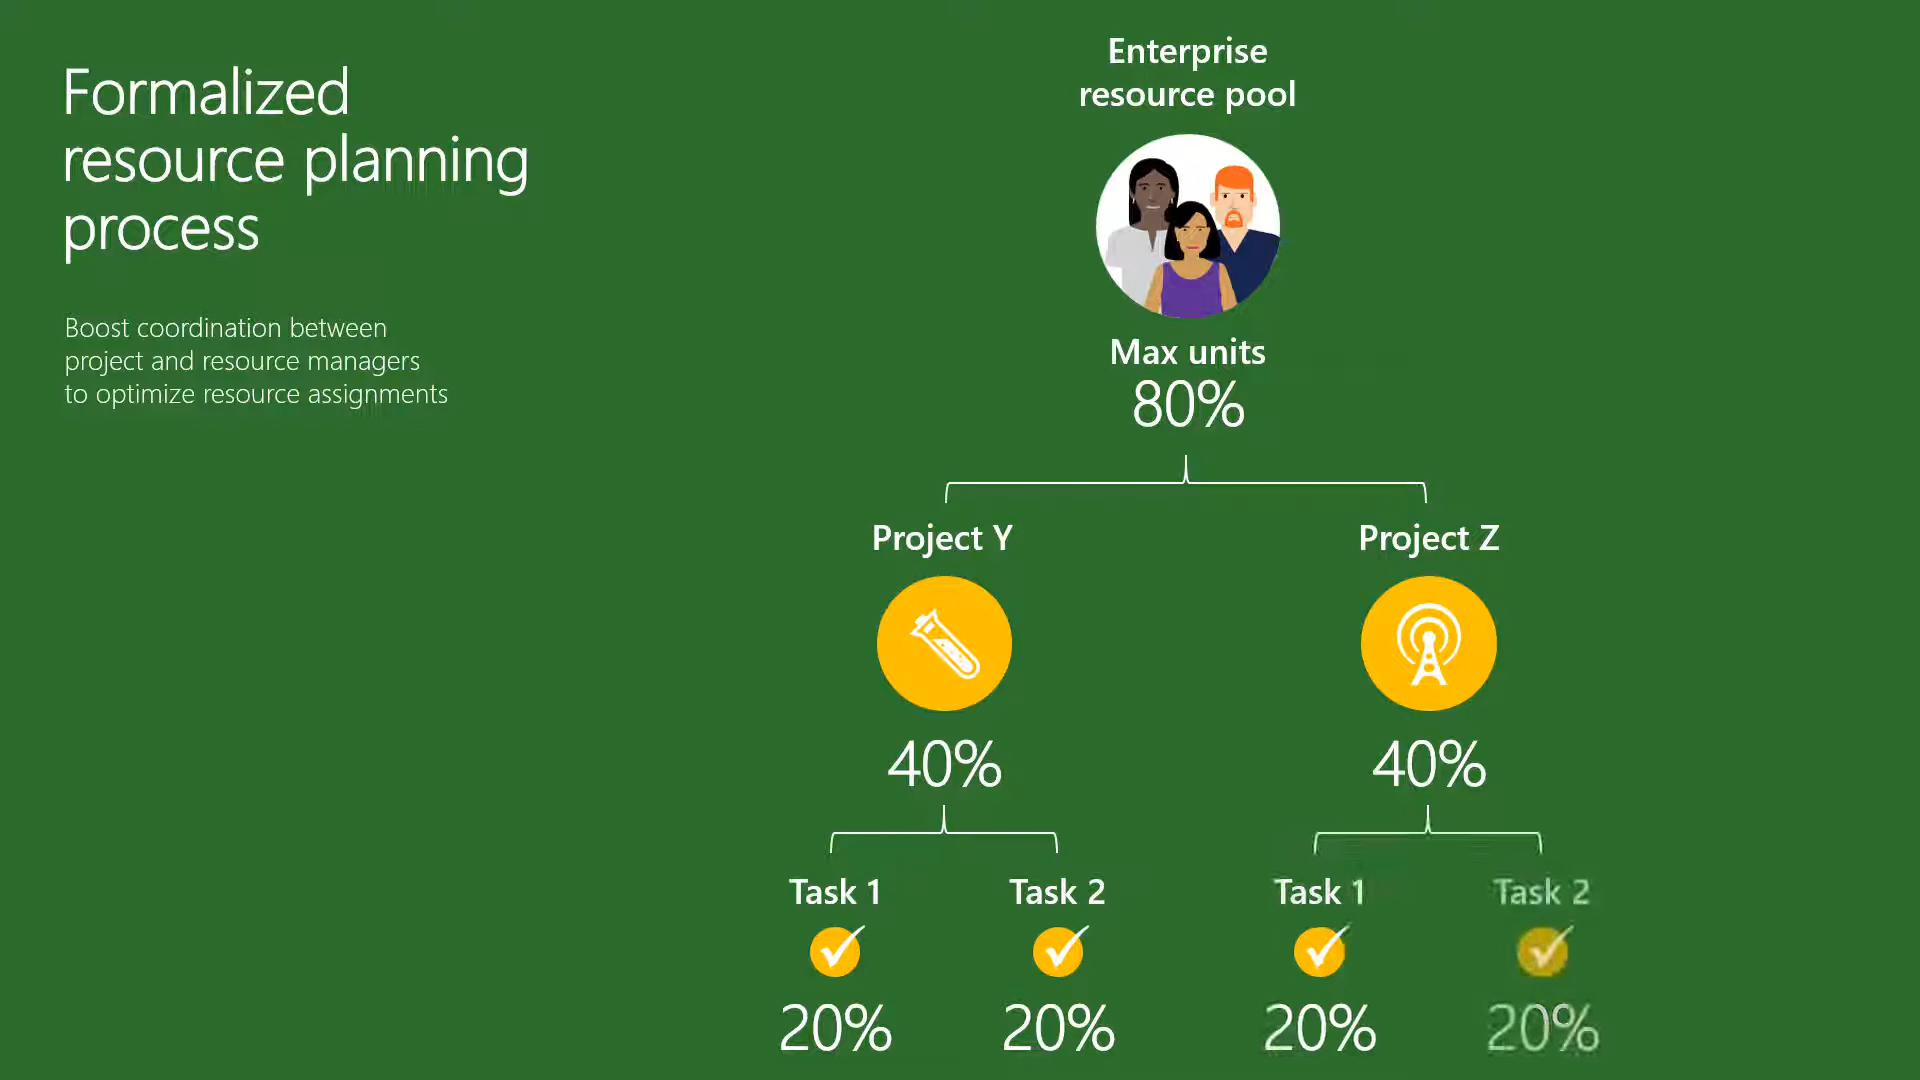 Formalized
resource planning
process
Boost coordination between
project and resource managers
to optimize resource assignments
Enterprise
resource pool
Max units
80%
Project Y
Project Z
40%
40%
Task 1
Task 2
Task 1
Task 2
20%
20%
20%
20%